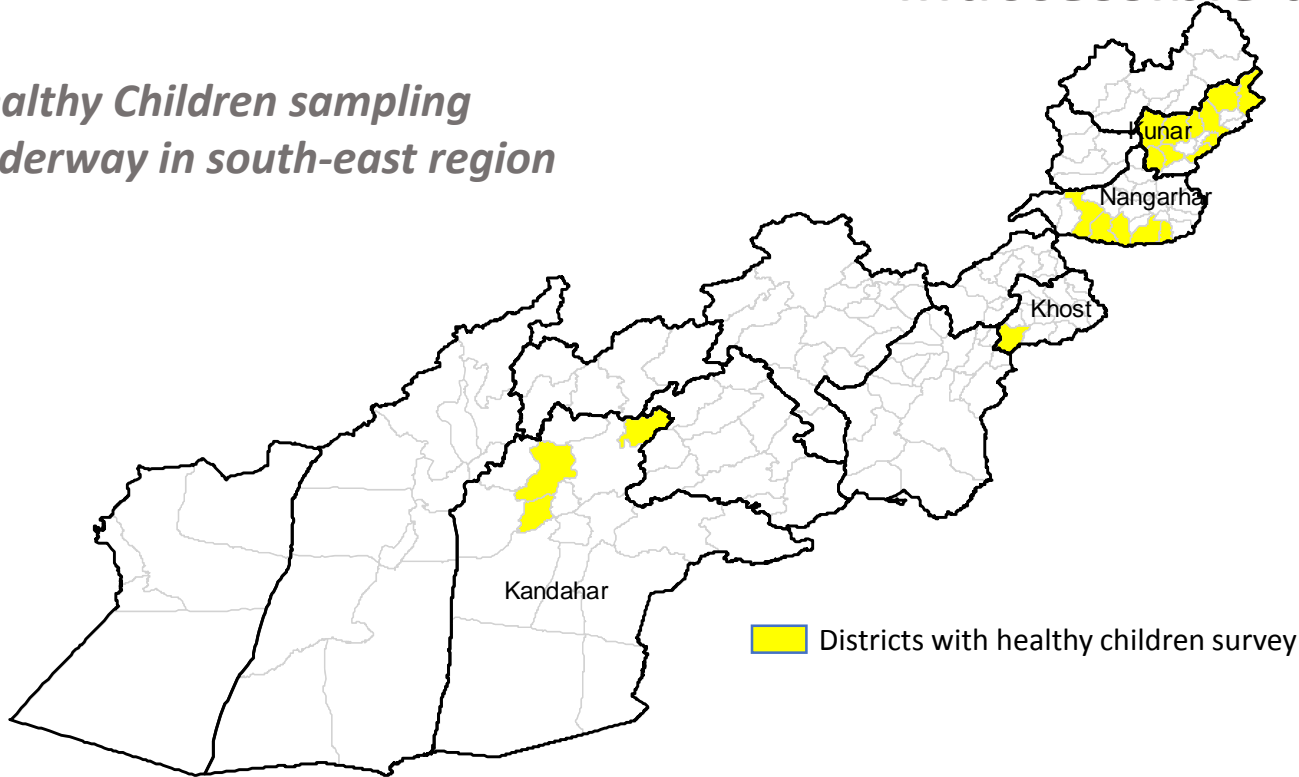 althy Children sampling
derway in south-east region
Kunar
Nangarhar
Khost
Kandahar
Districts with healthy children survey